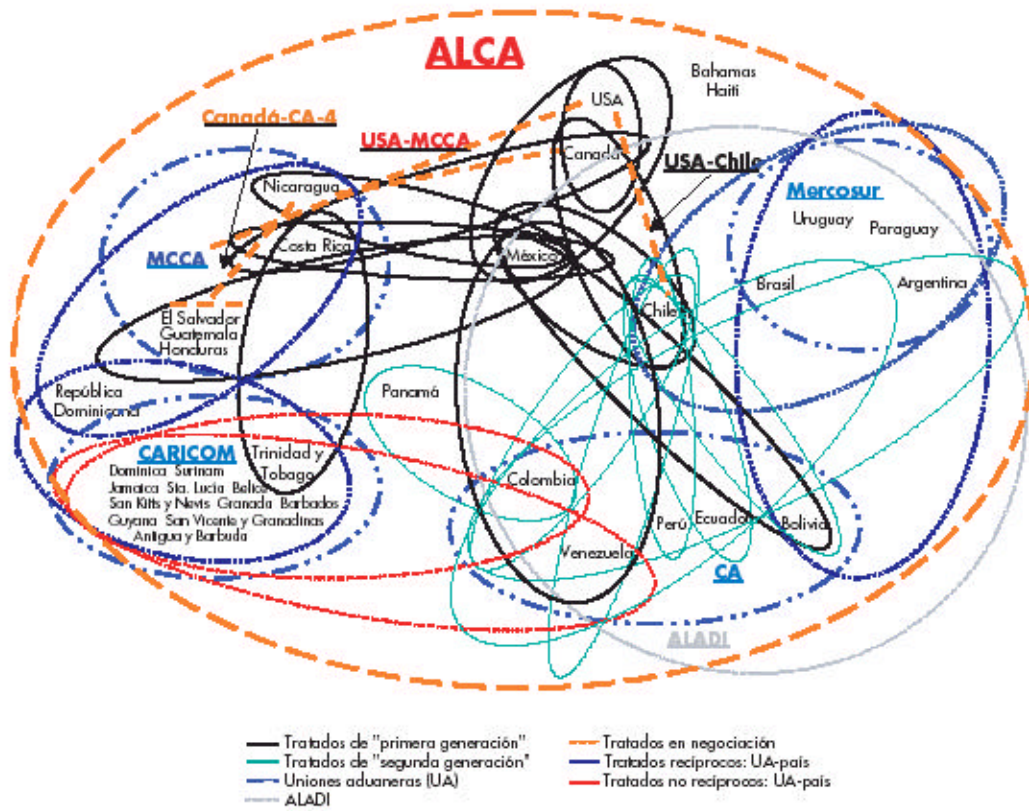 ALCA
Bahamas
Haití
USA
Canadá-CA-4
USA-MCCA
Canadá
USA-Chile
Nicaragua
Mercosur
Uruguay
Paraguay
Costa Rica
MCCA
México
Brasil
Argentina
Chile
El Salvador
Guatemala
Honduras
República
Dominicana
Panamá
CARICOM
Trinidad y
Tobago
Dominica Surinam
Jamaica Sta. Lucía Belice
San Kitts y Nevis Granada Barbados
Guyana San Vicente y Granadinas
Antigua y Barbuda
Colombia
Perú
Ecuador
Bolivia
Venezuela
CA
ALADI
Tratados de "primera generación"
Tratados de "segunda generación"
Uniones aduaneras (UA)
ALADI
Tratados en negociación
Tratados recíprocos: UA-país
Tratados no recíprocos: UA-país